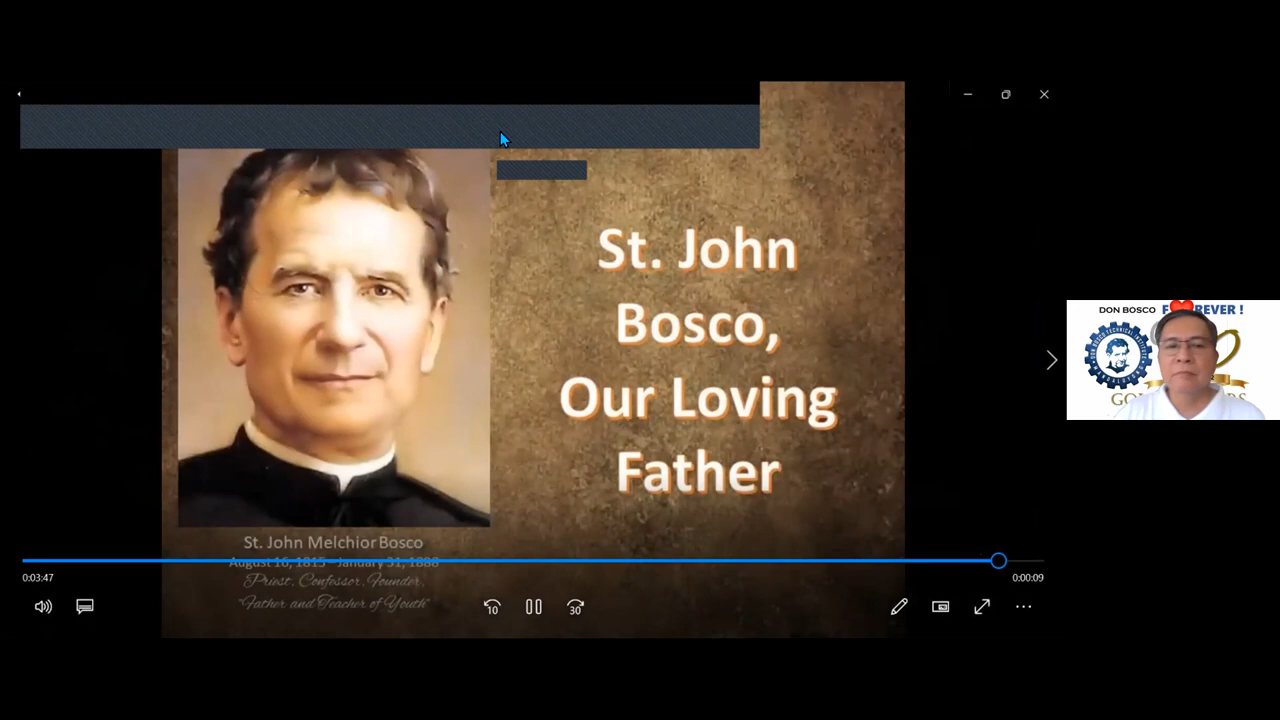 St. John
Bosco,
Our Loving
Father
St. John Melchior Bosco
August 16, 1815 - January 31, 1888
Priest, Confessor, Founder,
"Father and Teacher of Youth"
0:03:47
0:00:09
10
30
DON BOSCO